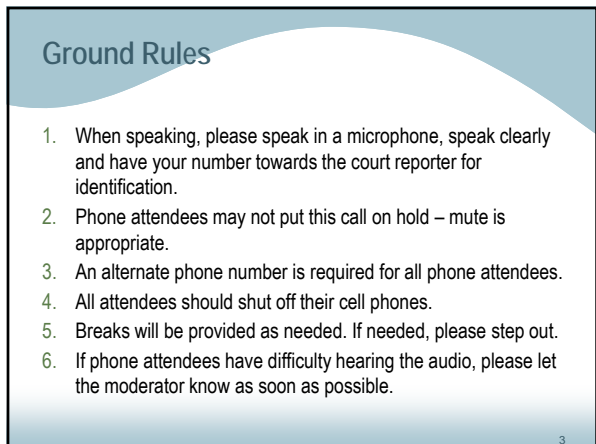 Ground Rules
1. When speaking, please speak in a microphone, speak clearly
and have your number towards the court reporter for
identification.
2. Phone attendees may not put this call on hold – mute is
appropriate.
3. An alternate phone number is required for all phone attendees.
4. All attendees should shut off their cell phones.
5. Breaks will be provided as needed. If needed, please step out.
6. If phone attendees have difficulty hearing the audio, please let
the moderator know as soon as possible.
3